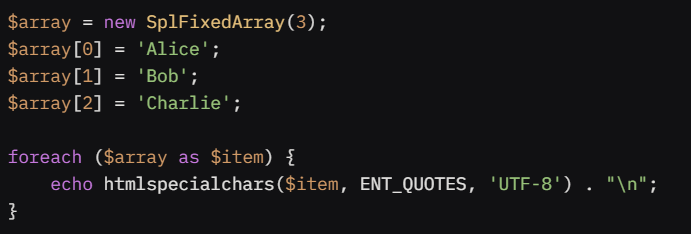 $array = new SplFixedArray(3);
$array[0] = 'Alice';
$array[1] = 'Bob';
$array[2] = 'Charlie';

foreach ($array as $item) {
    echo htmlspecialchars($item, ENT_QUOTES, 'UTF-8') . "\n";
}